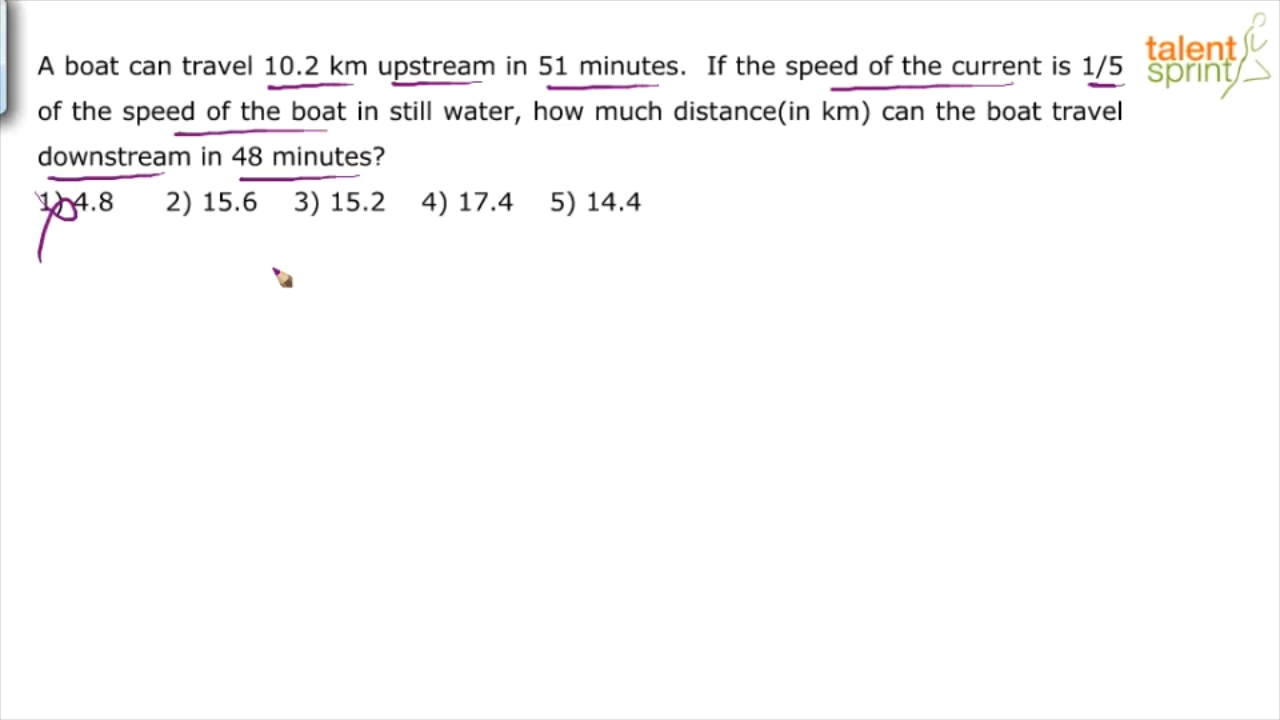 talent
sprint
A boat can travel 10.2 km upstream in 51 minutes. If the speed of the current is 1/5
of the speed of the boat in still water, how much distance(in km) can the boat travel
downstream in 48 minutes?
1) 4.8 2) 15.6 3) 15.2 4) 17.4 5) 14.4